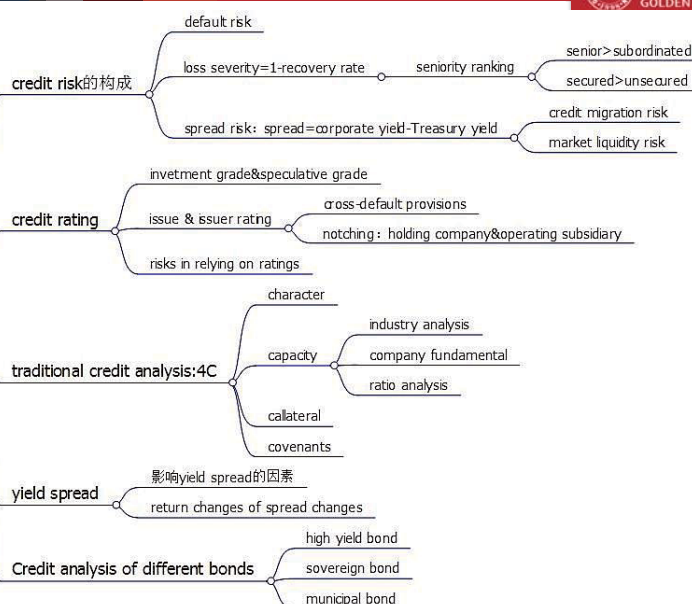 GOLDEN
default risk
senior>subordinated
loss severity=1-recovery rate
seniority ranking
credit risk的构成
secured>unsecured
credit migration risk
spread risk：spread=corporate yield-Treasury yield
market liquidity risk
invetment grade&speculative grade
cross-default provisions
credit rating
issue & issuer rating
notching：holding company&operating subsidiary
risks in relying on ratings
character
industry analysis
capacity
company fundamental
traditional credit analysis:4C
ratio analysis
callateral
covenants
影响yield spread的因素
yield spread
return changes of spread changes
high yield bond
Credit analysis of different bonds
sovereign bond
municipal bond